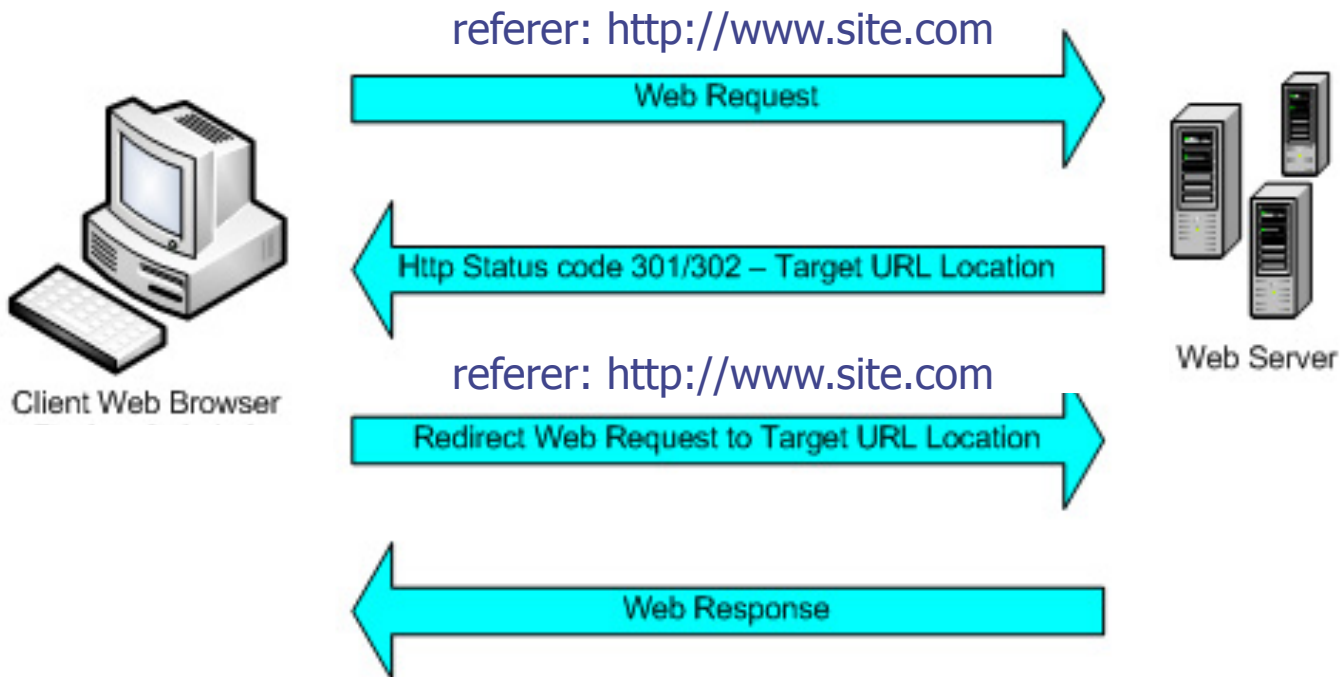 referer: http://www.site.com
Web Request
Http Status code 301/302 – Target URL Location
Web Server
referer: http://www.site.com
Client Web Browser
Redirect Web Request to Target URL Location
Web Response